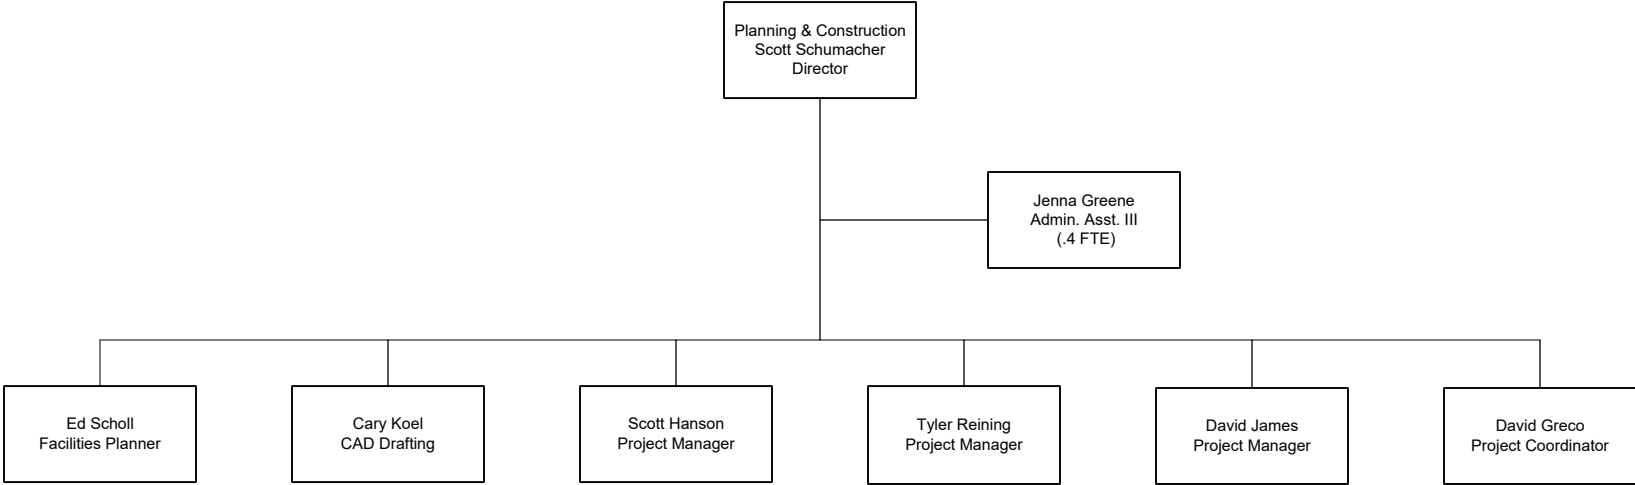 Planning & Construction
Scott Schumacher
Director
Jenna Greene
Admin. Asst. III
(.4 FTE)
Ed Scholl
Facilities Planner
Cary Koel
CAD Drafting
Scott Hanson
Project Manager
Tyler Reining
Project Manager
David James
Project Manager
David Greco
Project Coordinator